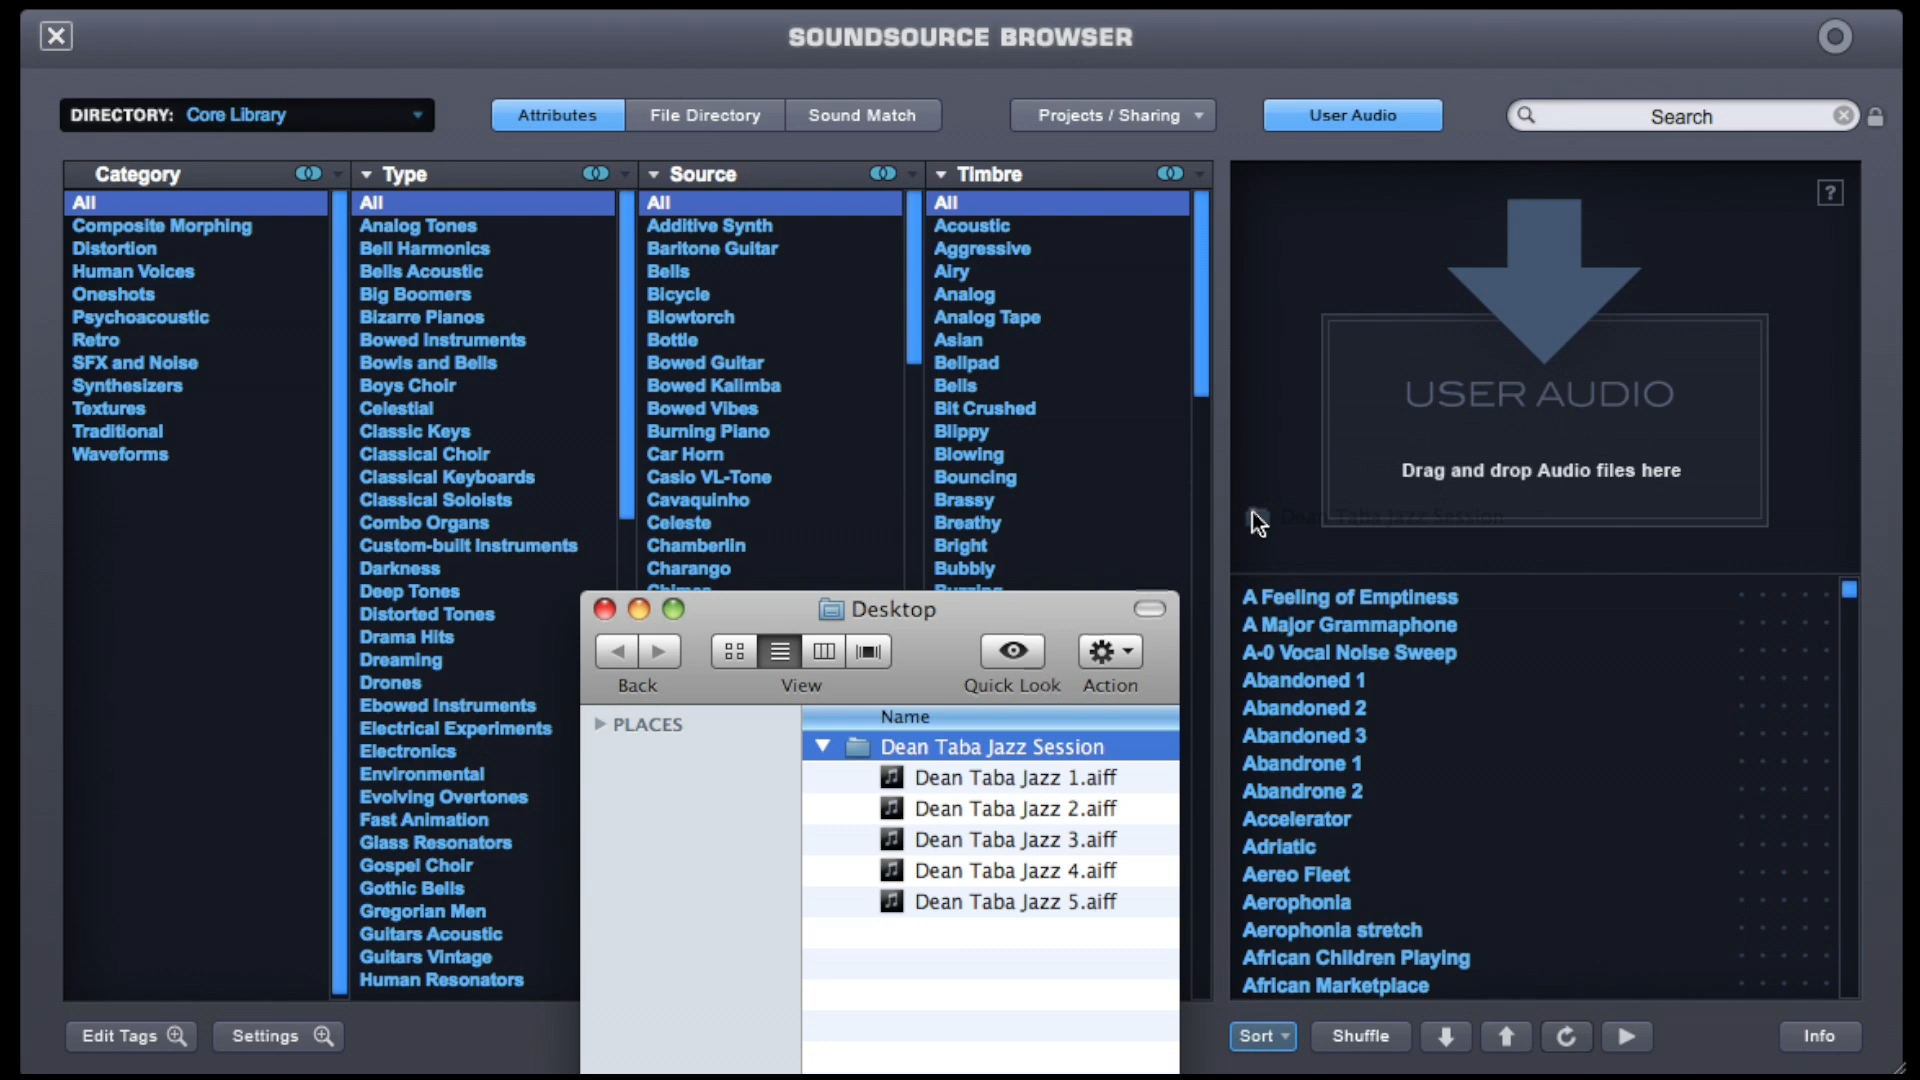 SOUNDSOURCE BROWSER
DIRECTORY: Core Library
Attributes
File Directory
Sound Match
Projects / Sharing
User Audio
Search
Category
All
Composite Morphing
Distortion
Human Voices
Oneshots
Psychoacoustic
Retro
SFX and Noise
Synthesizers
Textures
Traditional
Waveforms
Type
All
Analog Tones
Bell Harmonics
Bells Acoustic
Big Boomers
Bizarre Pianos
Bowed Instruments
Bowls and Bells
Boys Choir
Celestial
Classic Keys
Classical Choir
Classical Keyboards
Classical Soloists
Combo Organs
Custom-built Instruments
Darkness
Deep Tones
Distorted Tones
Drama Hits
Dreaming
Drones
Ebowed Instruments
Electrical Experiments
Electronics
Environmental
Evolving Overtones
Fast Animation
Glass Resonators
Gospel Choir
Gothic Bells
Gregorian Men
Guitars Acoustic
Guitars Vintage
Human Resonators
Source
All
Additive Synth
Baritone Guitar
Bells
Bicycle
Blowtorch
Bottle
Bowed Guitar
Bowed Kalimba
Bowed Vibes
Burning Piano
Car Horn
Casio VL-Tone
Cavaquinho
Celeste
Chamberlin
Charango
Chimes
Timbre
All
Acoustic
Aggressive
Airy
Analog
Analog Tape
Asian
Bellpad
Bells
Bit Crushed
Blippy
Blowing
Bouncing
Brassy
Breathy
Bright
Bubbly
Buzzing
?
USER AUDIO
Drag and drop Audio files here
Dean Taba Jazz Session
A Feeling of Emptiness
A Major Grammaphone
A-0 Vocal Noise Sweep
Abandoned 1
Abandoned 2
Abandoned 3
Abandrone 1
Abandrone 2
Accelerator
Adriatic
Aereo Fleet
Aerophonia
Aerophonia stretch
African Children Playing
African Marketplace
Desktop
Back
View
Quick Look
Action
PLACES
Name
Dean Taba Jazz Session
Dean Taba Jazz 1.aiff
Dean Taba Jazz 2.aiff
Dean Taba Jazz 3.aiff
Dean Taba Jazz 4.aiff
Dean Taba Jazz 5.aiff
Edit Tags
Settings
Sort
Shuffle
Info